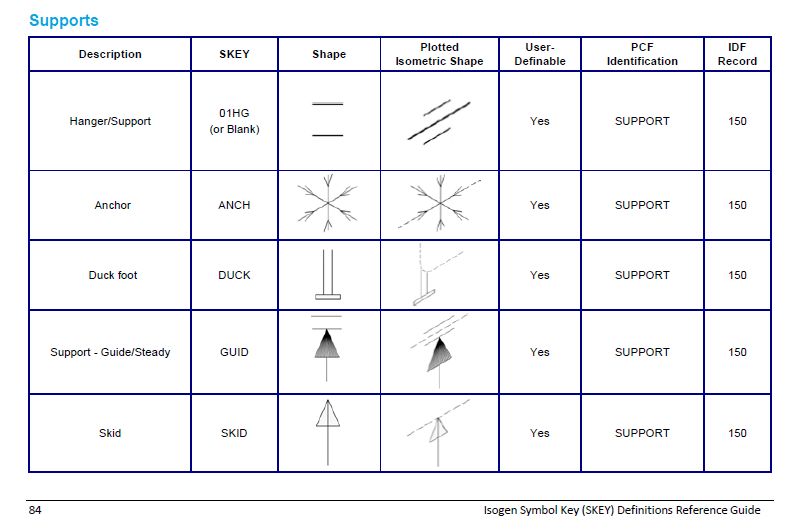 Supports
Description SKEY Shape Plotted Isometric Shape User-Definable PCF Identification IDF Record
Hanger/Support 01HG (or Blank) Yes SUPPORT 150
Anchor ANCH Yes SUPPORT 150
Duck foot DUCK Yes SUPPORT 150
Support - Guide/Steady GUID Yes SUPPORT 150
Skid SKID Yes SUPPORT 150
84 Isogen Symbol Key (SKEY) Definitions Reference Guide